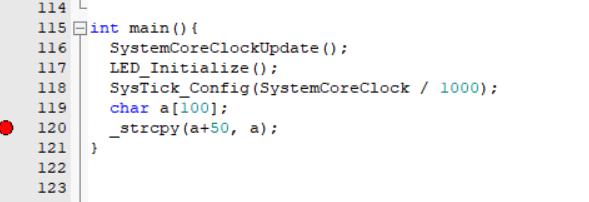 114
115 int main(){
116 SystemCoreClockUpdate();
117 LED_Initialize();
118 SysTick_Config(SystemCoreClock / 1000);
119 char a[100];
120 _strcpy(a+50, a);
121 }
122
123